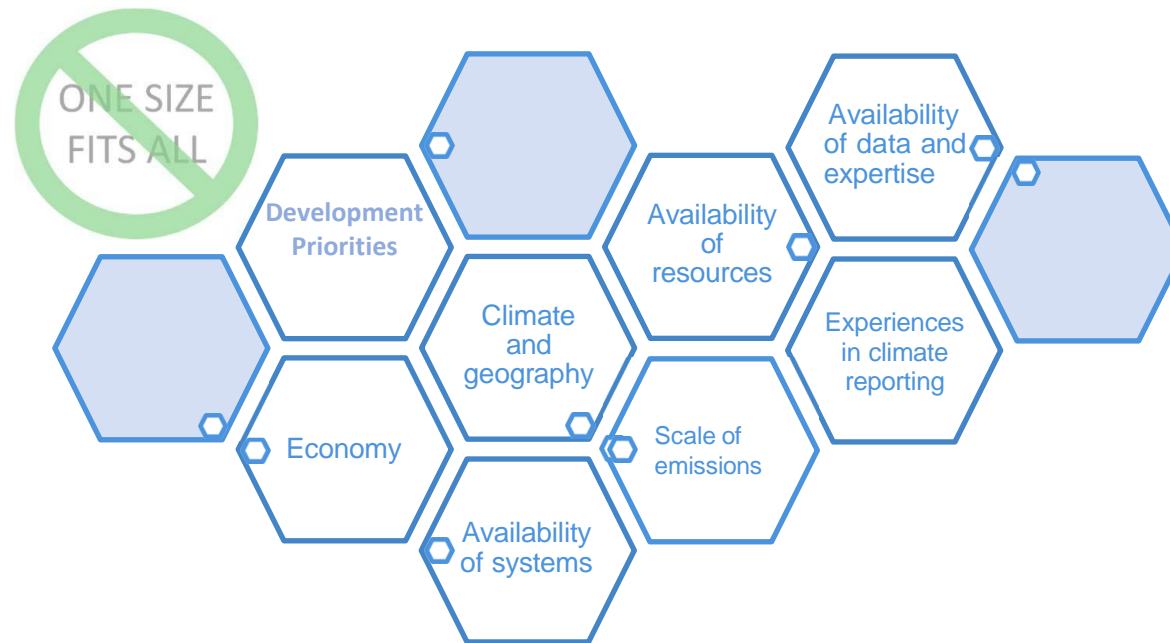 ONE SIZE
FITS ALL
Development
Priorities
Economy
Climate
and
geography
Availability
of systems
Availability
of
resources
Scale of
emissions
Availability
of data and
expertise
Experiences
in climate
reporting